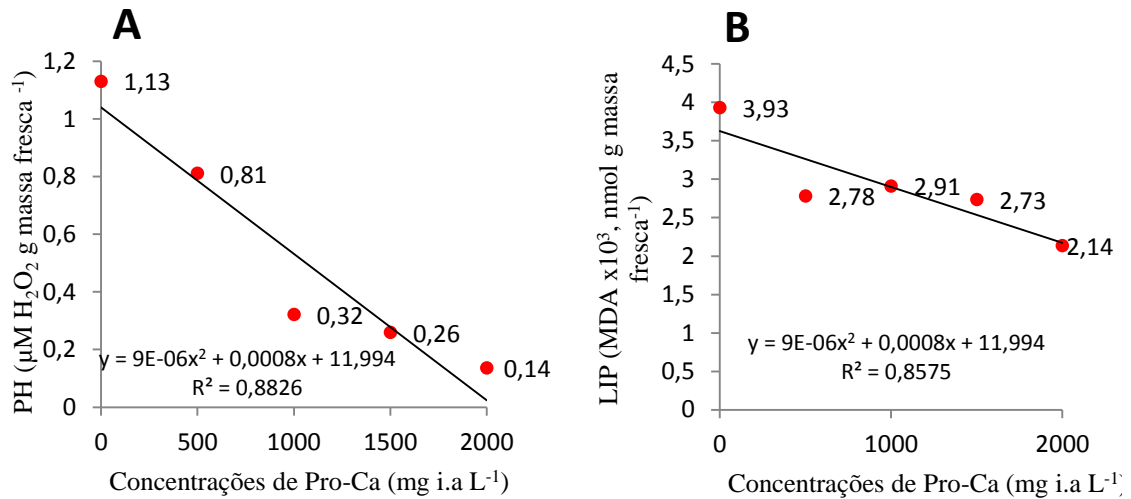 A
PH (µM H₂O₂ g massa fresca ⁻¹)
1,2
1
0,8
0,6
0,4
0,2
0
1,13
0,81
0,32
0,26
0,14
y = 9E-06x² + 0,0008x + 11,994
R² = 0,8826
0 500 1000 1500 2000
Concentrações de Pro-Ca (mg i.a L⁻¹)
B
LIP (MDA x10³, nmol g massa
fresca⁻¹)
4,5
4
3,5
3
2,5
2
1,5
1
0,5
0
3,93
2,78
2,91
2,73
2,14
y = 9E-06x² + 0,0008x + 11,994
R² = 0,8575
0 1000 2000
Concentrações de Pro-Ca (mg i.a L⁻¹)